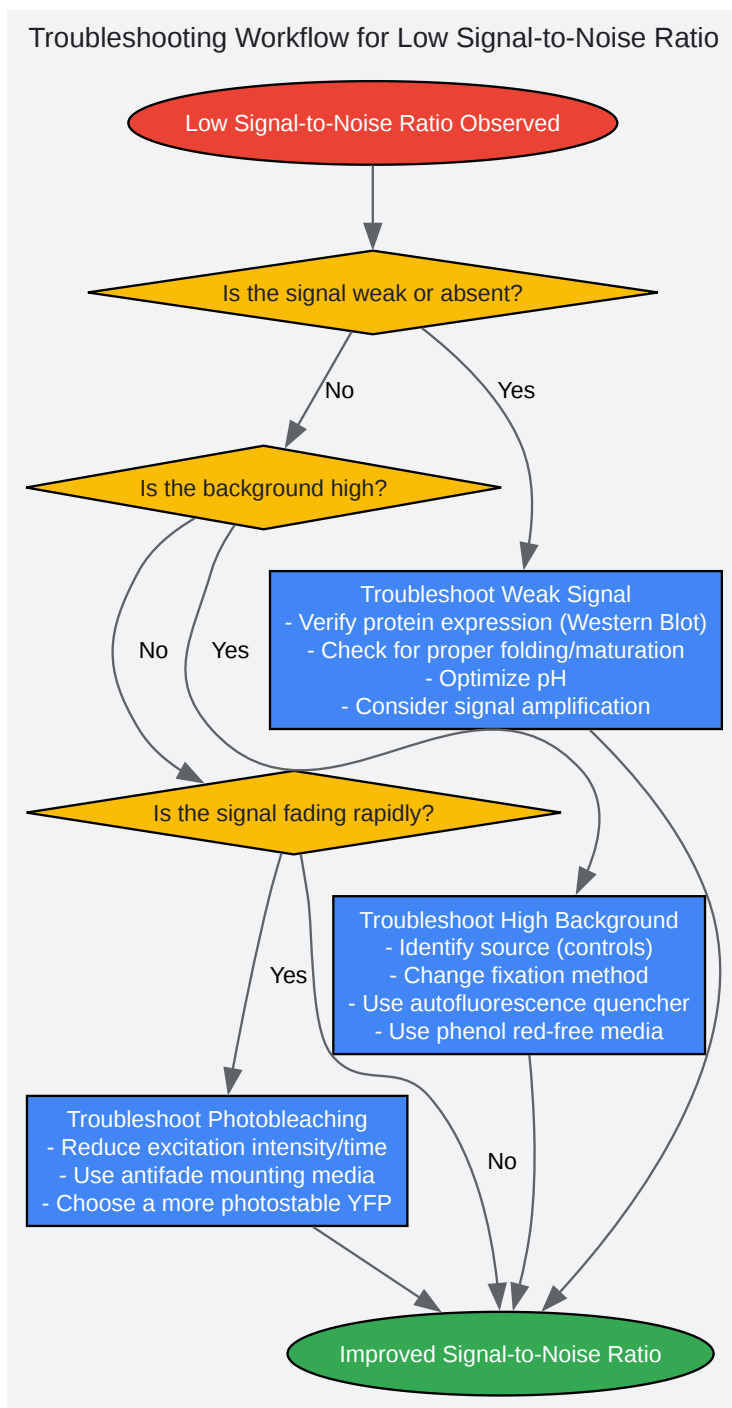 Troubleshooting Workflow for Low Signal-to-Noise Ratio
Low Signal-to-Noise Ratio Observed
Is the signal weak or absent?
No
Yes
Is the background high?
Troubleshoot Weak Signal
- Verify protein expression (Western Blot)
- Check for proper folding/maturation
- Optimize pH
- Consider signal amplification
No
Yes
Is the signal fading rapidly?
Troubleshoot High Background
- Identify source (controls)
- Change fixation method
- Use autofluorescence quencher
- Use phenol red-free media
Yes
Troubleshoot Photobleaching
- Reduce excitation intensity/time
- Use antifade mounting media
- Choose a more photostable YFP
No
Improved Signal-to-Noise Ratio